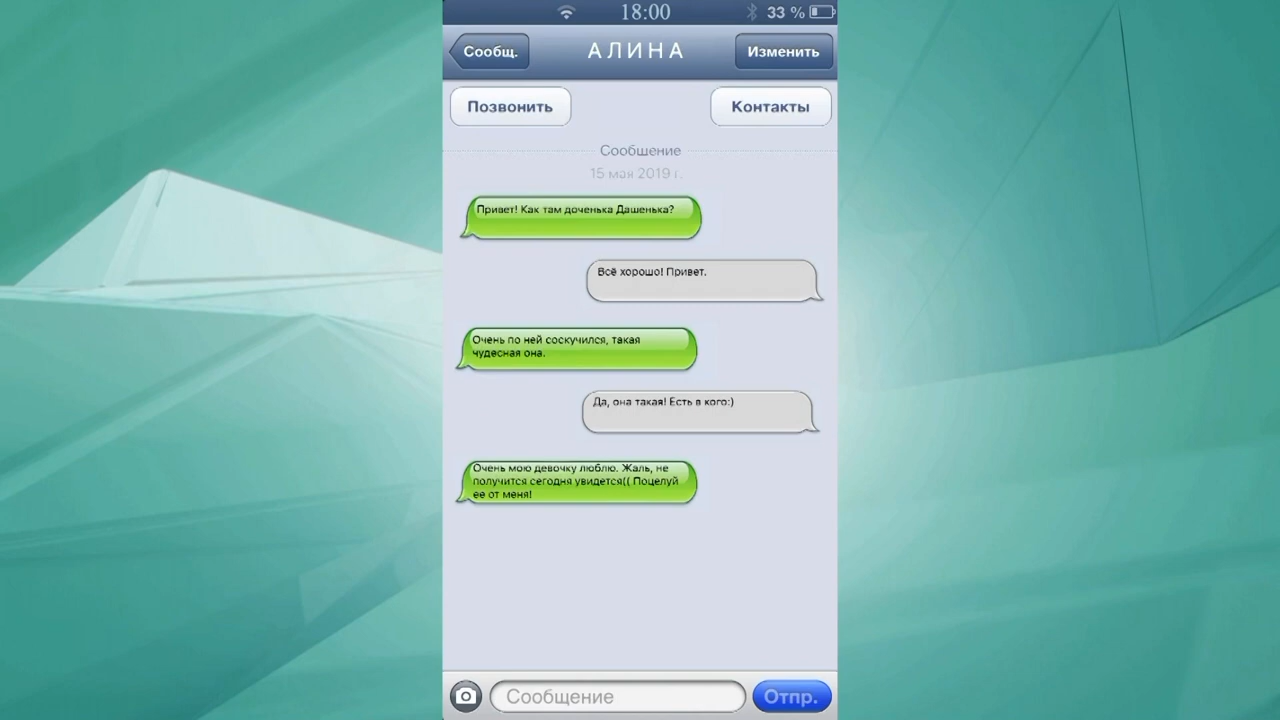 18:00 33 %
Сообщ. АЛИНА Изменить
Позвонить Контакты
Сообщение
15 мая 2019 г.
Привет! Как там доченька Дашенька?
Всё хорошо! Привет.
Очень по ней соскучился, такая
чудесная она.
Да, она такая! Есть в кого:)
Очень мою девочку люблю. Жаль, не
получится сегодня увидется(( Поцелуй
ее от меня!
Сообщение Отпр.